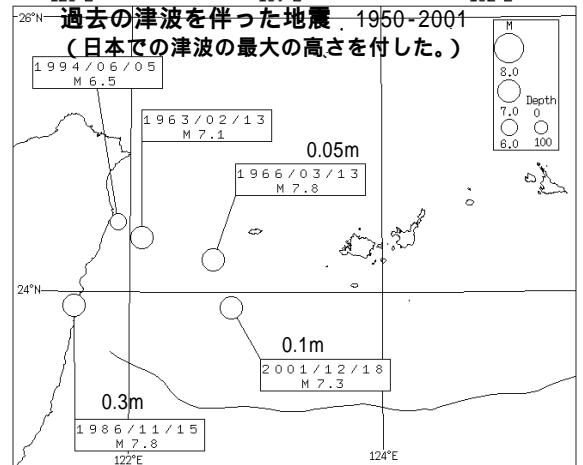 26°N
過去の津波を伴った地震 1950-2001
(日本での津波の最大の高さを付した。)
M
8.0
7.0
6.0
Depth
0
100
1994/06/05
M 6.5
1963/02/13
M 7.1
0.05m
1966/03/13
M 7.8
24°N
0.1m
2001/12/18
M 7.3
0.3m
1986/11/15
M 7.8
122°E
124°E